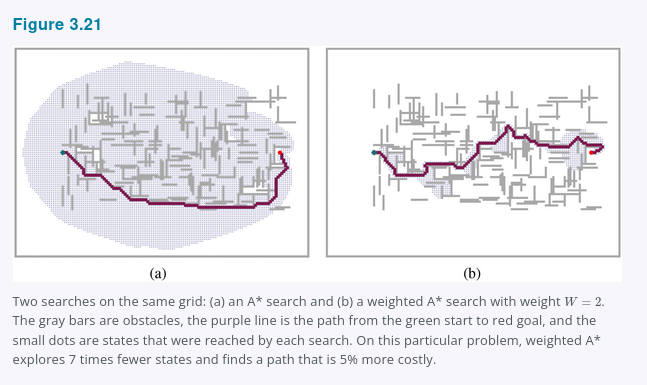 Figure 3.21
(a)
(b)
Two searches on the same grid: (a) an A* search and (b) a weighted A* search with weight W = 2.
The gray bars are obstacles, the purple line is the path from the green start to red goal, and the
small dots are states that were reached by each search. On this particular problem, weighted A*
explores 7 times fewer states and finds a path that is 5% more costly.